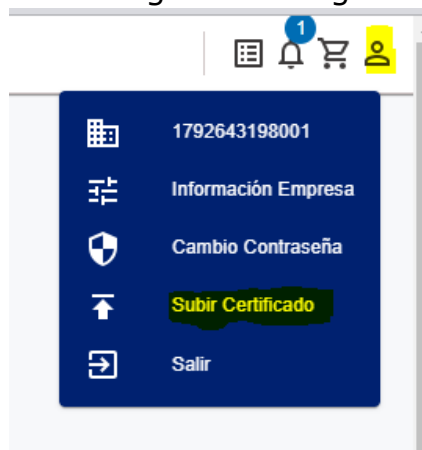 1
1792643198001
Información Empresa
Cambio Contraseña
Subir Certificado
Salir